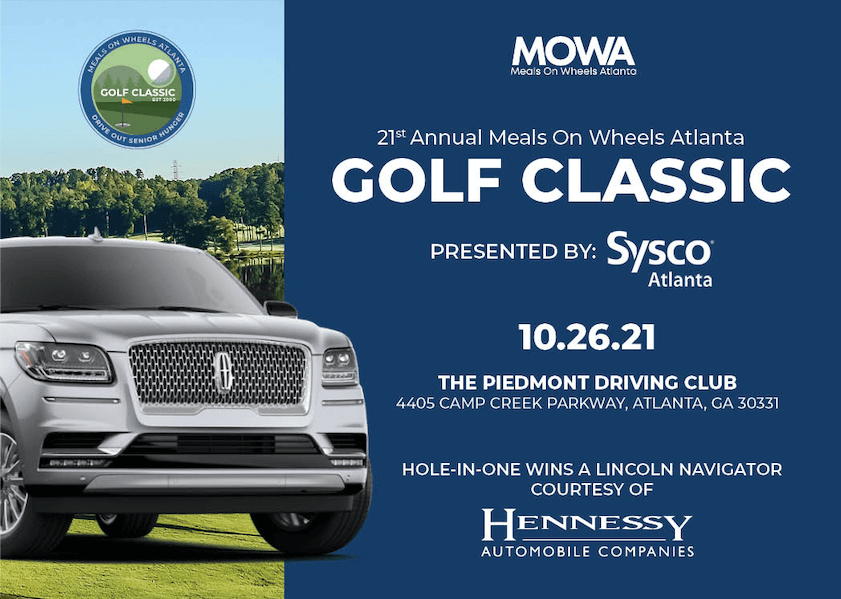 MEALS ON WHEELS ATLANTA
GOLF CLASSIC
EST 2000
DRIVE OUT SENIOR HUNGER
MOWA
Meals On Wheels Atlanta
21st Annual Meals On Wheels Atlanta
GOLF CLASSIC
PRESENTED BY: Sysco®
Atlanta
10.26.21
THE PIEDMONT DRIVING CLUB
4405 CAMP CREEK PARKWAY, ATLANTA, GA 30331
HOLE-IN-ONE WINS A LINCOLN NAVIGATOR
COURTESY OF
HENNESSY
AUTOMOBILE COMPANIES